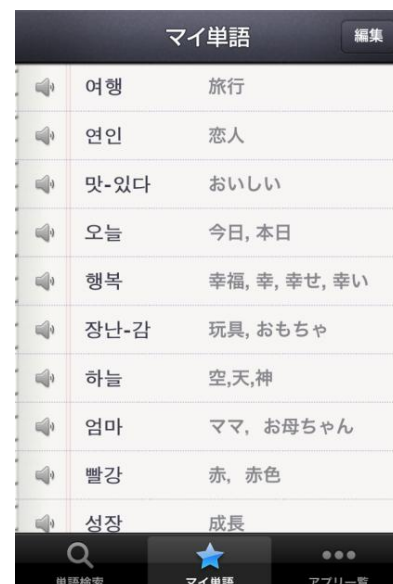 マイ単語 編集
여행 旅行
연인 恋人
맛-있다 おいしい
오늘 今日, 本日
행복 幸福, 幸, 幸せ, 幸い
장난-감 玩具, おもちゃ
하늘 空,天,神
엄마 ママ, お母ちゃん
빨강 赤, 赤色
성장 成長
単語検索 マイ単語 アプリ一覧